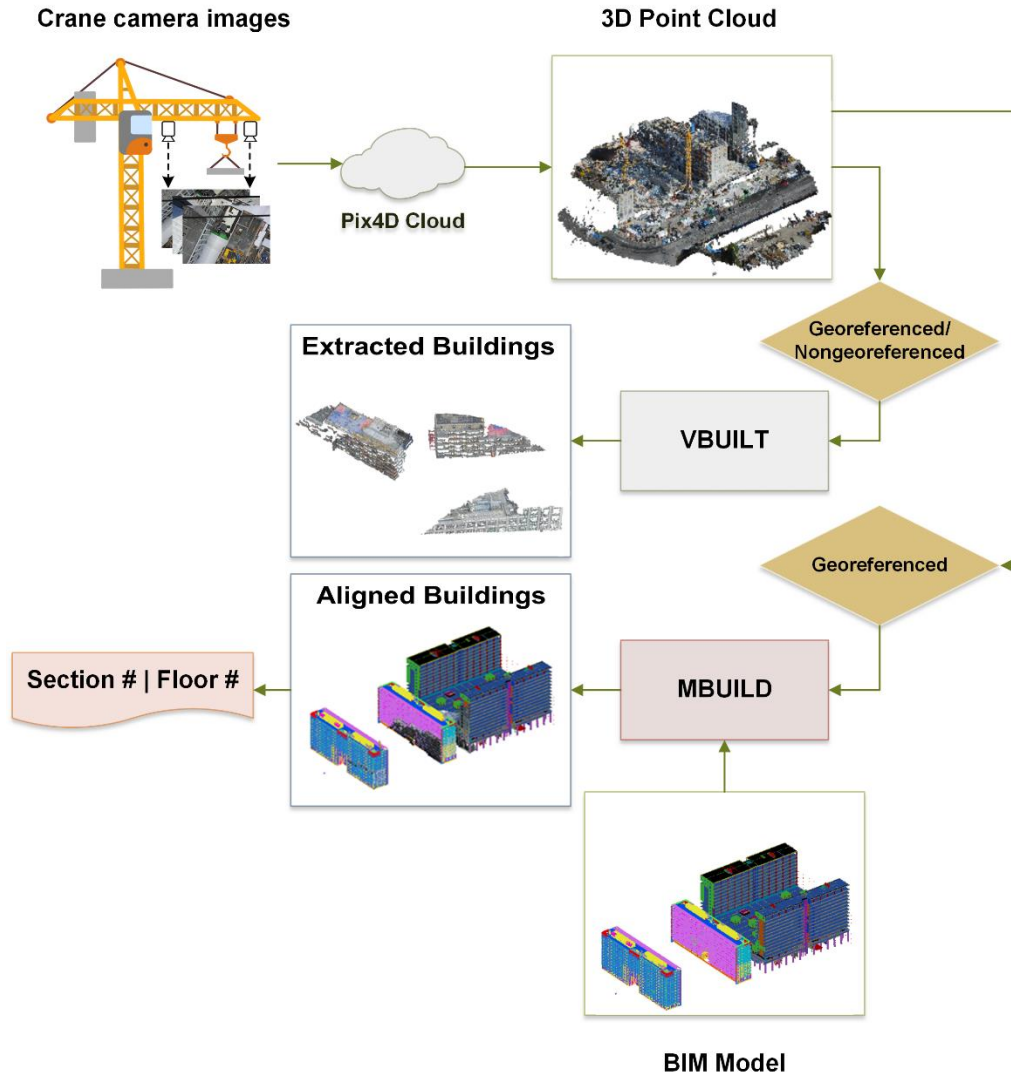 Crane camera images
3D Point Cloud
Pix4D Cloud
Georeferenced/
Nongeoreferenced
Extracted Buildings
VBUILT
Georeferenced
Aligned Buildings
Section # | Floor #
MBUILD
BIM Model